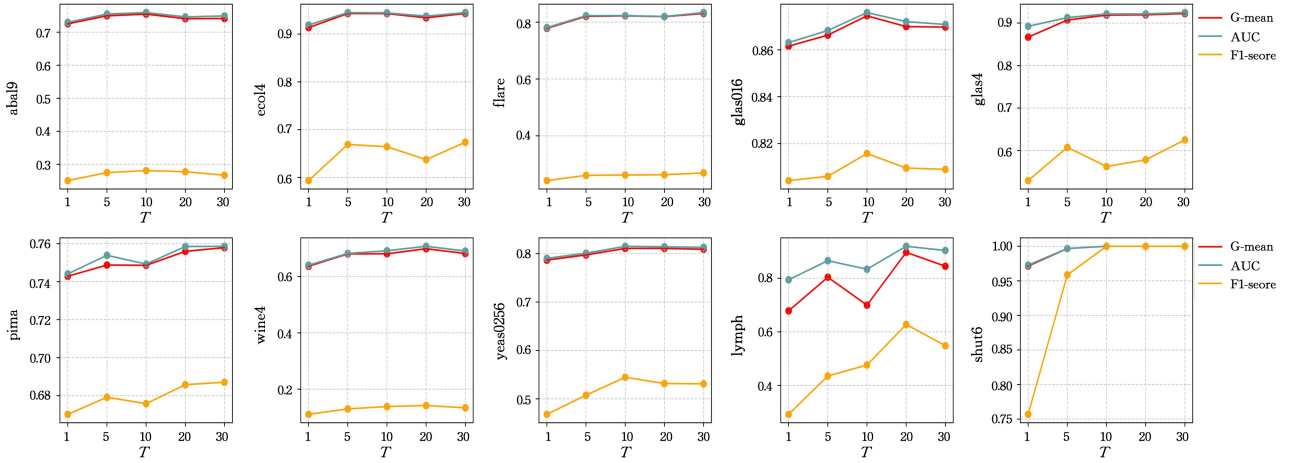 abal9
0.7
0.6
0.5
0.4
0.3
1 5 10 20 30
T
ecol4
0.9
0.8
0.7
0.6
1 5 10 20 30
T
flare
0.8
0.6
0.4
1 5 10 20 30
T
glas016
0.86
0.84
0.82
1 5 10 20 30
T
glas4
0.9
0.8
0.7
0.6
1 5 10 20 30
T
G-mean
AUC
F1-seore
pima
0.76
0.74
0.72
0.70
0.68
1 5 10 20 30
T
wine4
0.6
0.4
0.2
1 5 10 20 30
T
yeas0256
0.8
0.7
0.6
0.5
1 5 10 20 30
T
lymph
0.8
0.6
0.4
1 5 10 20 30
T
shut6
1.00
0.95
0.90
0.85
0.80
0.75
1 5 10 20 30
T
G-mean
AUC
F1-seore